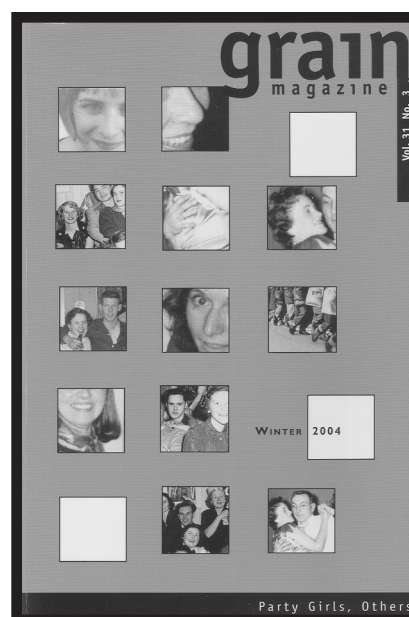 grain
magazine
Vol. 31 No. 3
WINTER 2004
Party Girls, Others